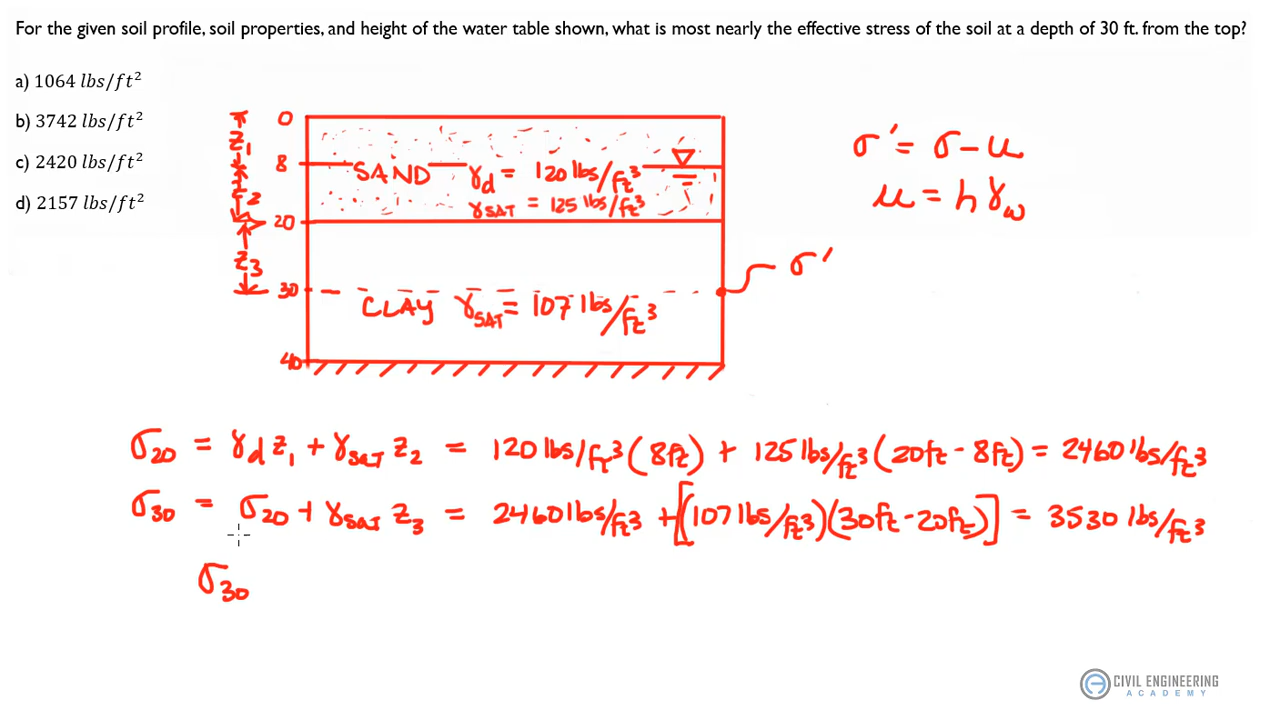 For the given soil profile, soil properties, and height of the water table shown, what is most nearly the effective stress of the soil at a depth of 30 ft. from the top?
a) 1064 lbs/ft²
b) 3742 lbs/ft²
c) 2420 lbs/ft²
d) 2157 lbs/ft²
0
z₁
8
SAND γd = 120 lbs/ft³
z₂
γSAT = 125 lbs/ft³
20
z₃
30
CLAY γSAT = 107 lbs/ft³
40
σ' = σ - u
u = hγw
σ'
σ20 = γd z₁ + γSAT z₂ = 120 lbs/ft³ (8ft) + 125 lbs/ft³ (20ft - 8ft) = 2460 lbs/ft³
σ30 = σ20 + γSAT z₃ = 2460 lbs/ft³ + [(107 lbs/ft³)(30ft - 20ft)] = 3530 lbs/ft³
σ30
CIVIL ENGINEERING
ACADEMY